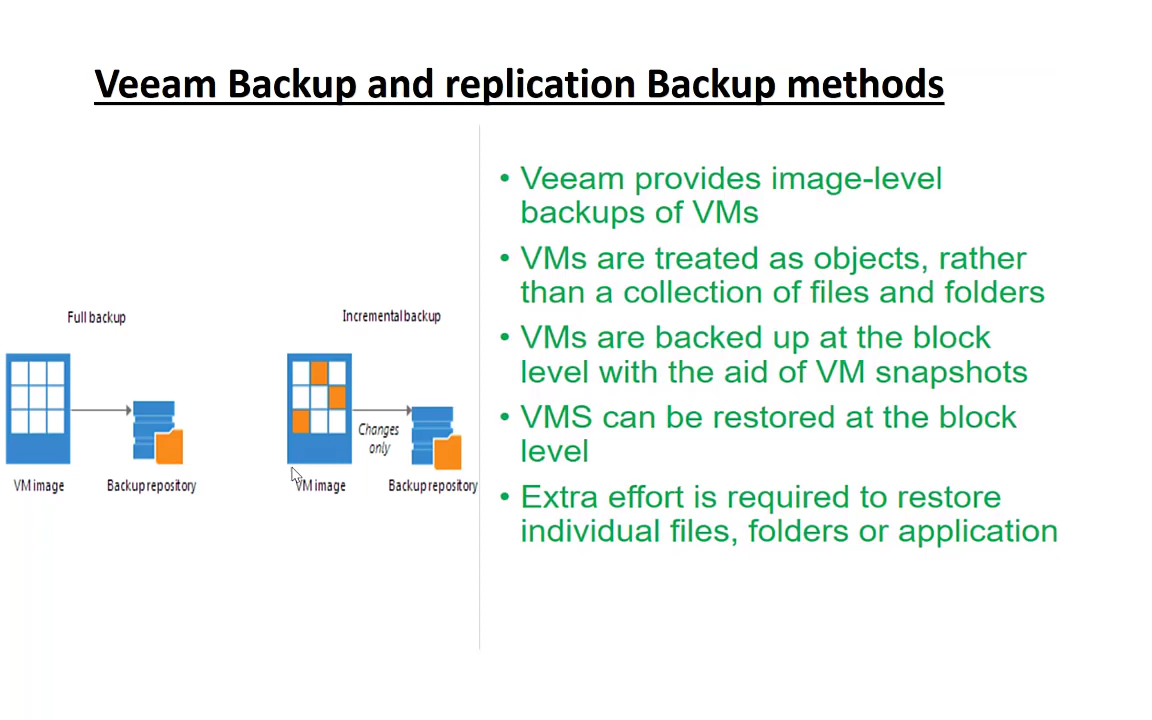 Veeam Backup and replication Backup methods
Full backup
VM image
Backup repository
Incremental backup
Changes
only
VM image
Backup repository
• Veeam provides image-level
backups of VMs
• VMs are treated as objects, rather
than a collection of files and folders
• VMs are backed up at the block
level with the aid of VM snapshots
• VMS can be restored at the block
level
• Extra effort is required to restore
individual files, folders or application